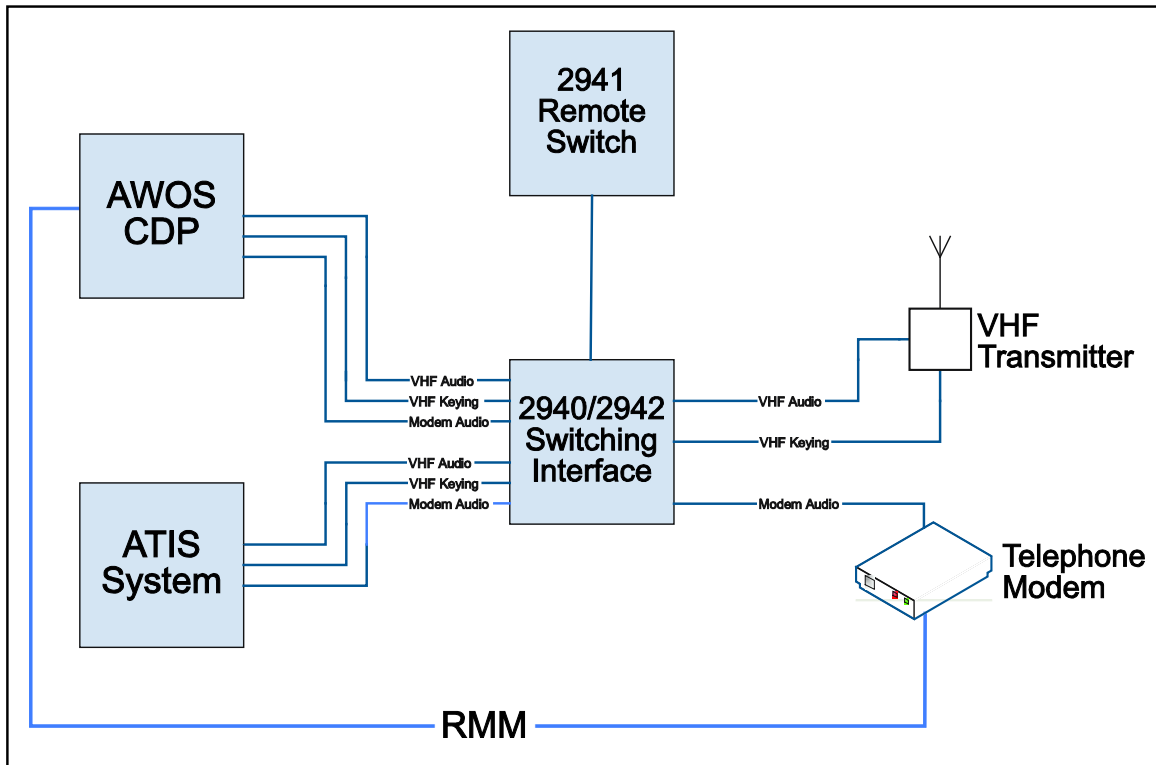 2941
Remote
Switch
AWOS
CDP
VHF
Transmitter
VHF Audio
VHF Keying
Modem Audio
2940/2942
Switching
Interface
VHF Audio
VHF Keying
VHF Audio
VHF Keying
Modem Audio
Modem Audio
ATIS
System
Telephone
Modem
RMM